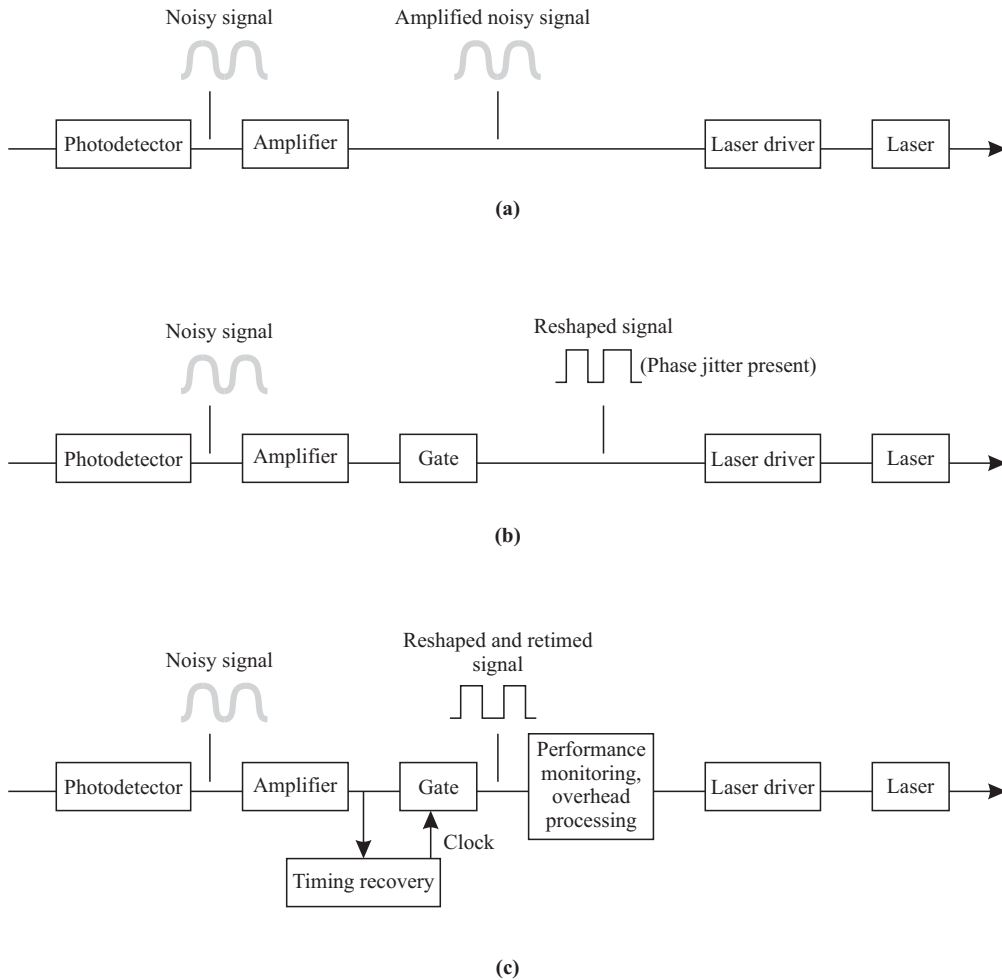 Noisy signal
Amplified noisy signal
Photodetector
Amplifier
Laser driver
Laser
(a)
Noisy signal
Reshaped signal
(Phase jitter present)
Photodetector
Amplifier
Gate
Laser driver
Laser
(b)
Noisy signal
Reshaped and retimed
signal
Photodetector
Amplifier
Gate
Performance
monitoring,
overhead
processing
Laser driver
Laser
Clock
Timing recovery
(c)